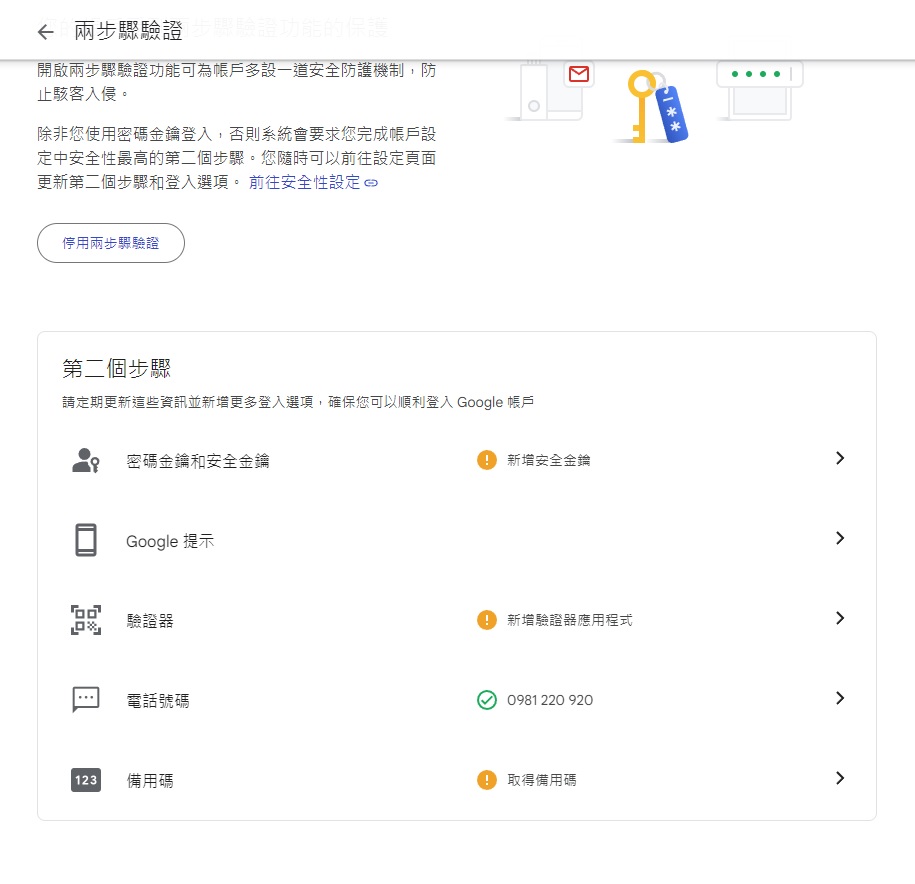 兩步驟驗證
步驟驗證功能的保護
開啟兩步驟驗證功能可為帳戶多設一道安全防護機制，防
止駭客入侵。
除非您使用密碼金鑰登入，否則系統會要求您完成帳戶設
定中安全性最高的第二個步驟。您隨時可以前往設定頁面
更新第二個步驟和登入選項。 前往安全性設定
停用兩步驟驗證
第二個步驟
請定期更新這些資訊並新增更多登入選項，確保您可以順利登入 Google 帳戶
密碼金鑰和安全金鑰 新增安全金鑰
Google 提示
驗證器 新增驗證器應用程式
電話號碼 0981 220 920
123 備用碼 取得備用碼